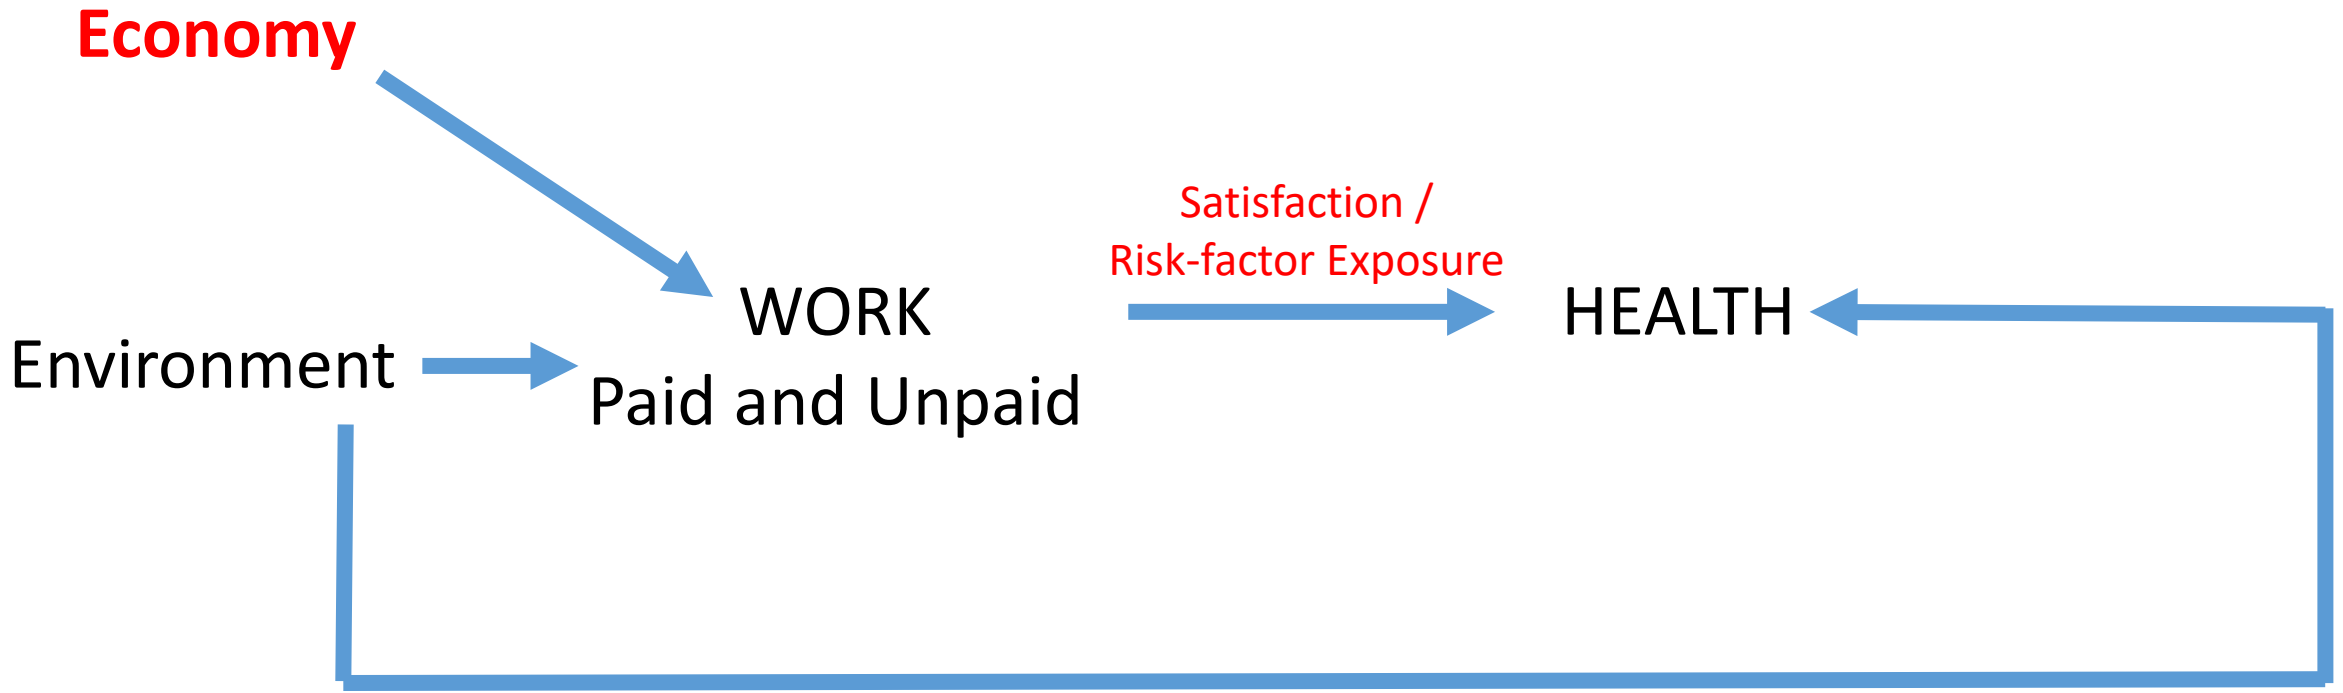 Economy
Satisfaction /
Risk-factor Exposure
WORK
HEALTH
Environment
Paid and Unpaid